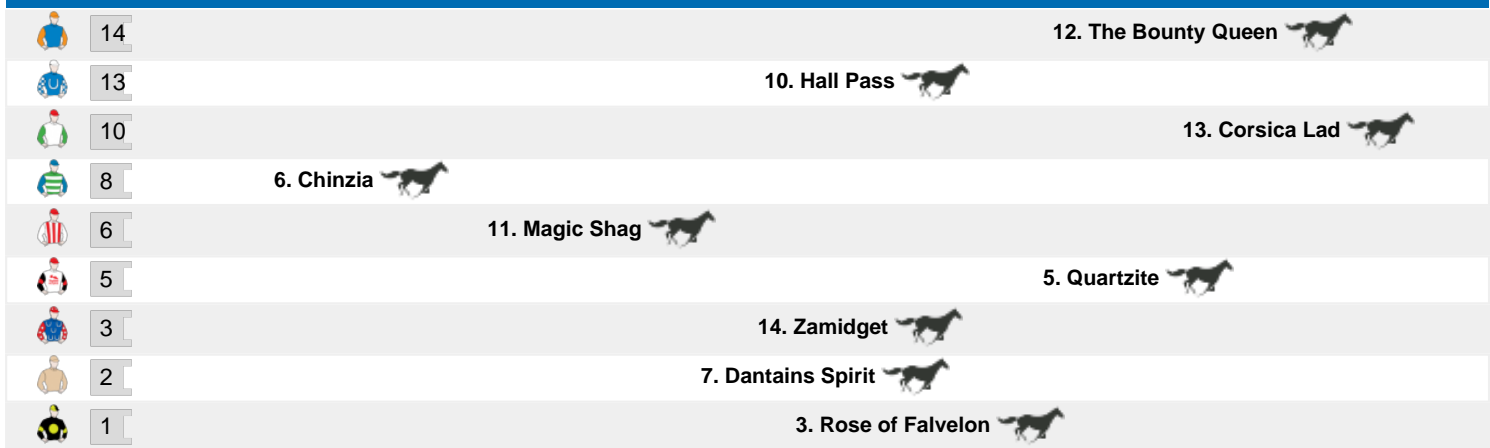 14 12. The Bounty Queen
13 10. Hall Pass
10 13. Corsica Lad
8 6. Chinzia
6 11. Magic Shag
5 5. Quartzite
3 14. Zamidget
2 7. Dantains Spirit
1 3. Rose of Falvelon